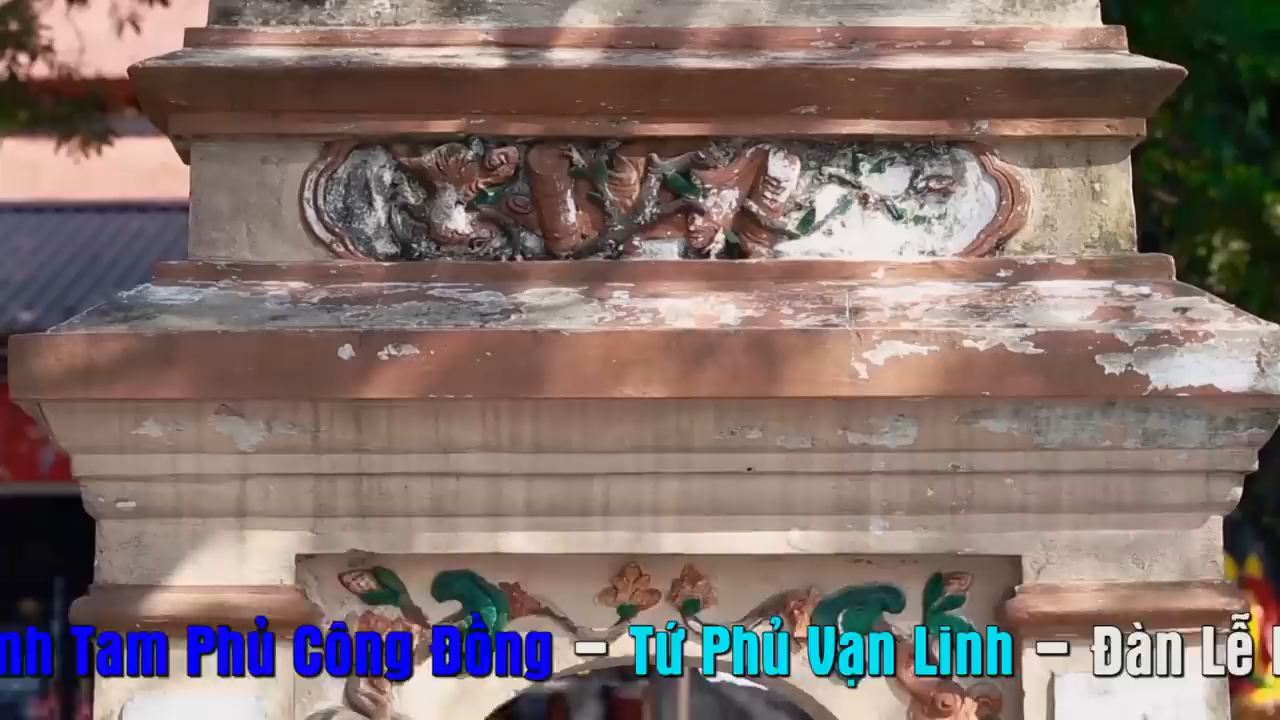 Tam Phủ Công Đồng – Tứ Phủ Vạn Linh – Đàn Lễ